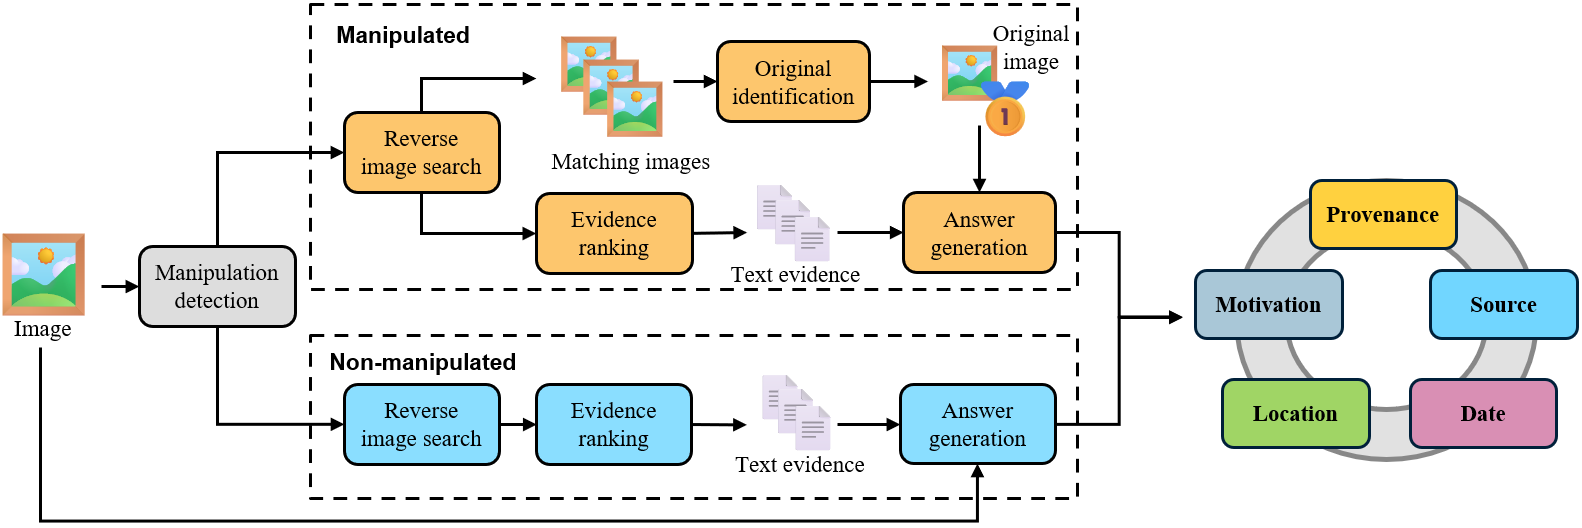 Manipulated
Original
image
Original
identification
Reverse
image search
Matching images
Evidence
ranking
Text evidence
Answer
generation
Image
Manipulation
detection
Non-manipulated
Reverse
image search
Evidence
ranking
Text evidence
Answer
generation
Provenance
Motivation
Source
Location
Date
1